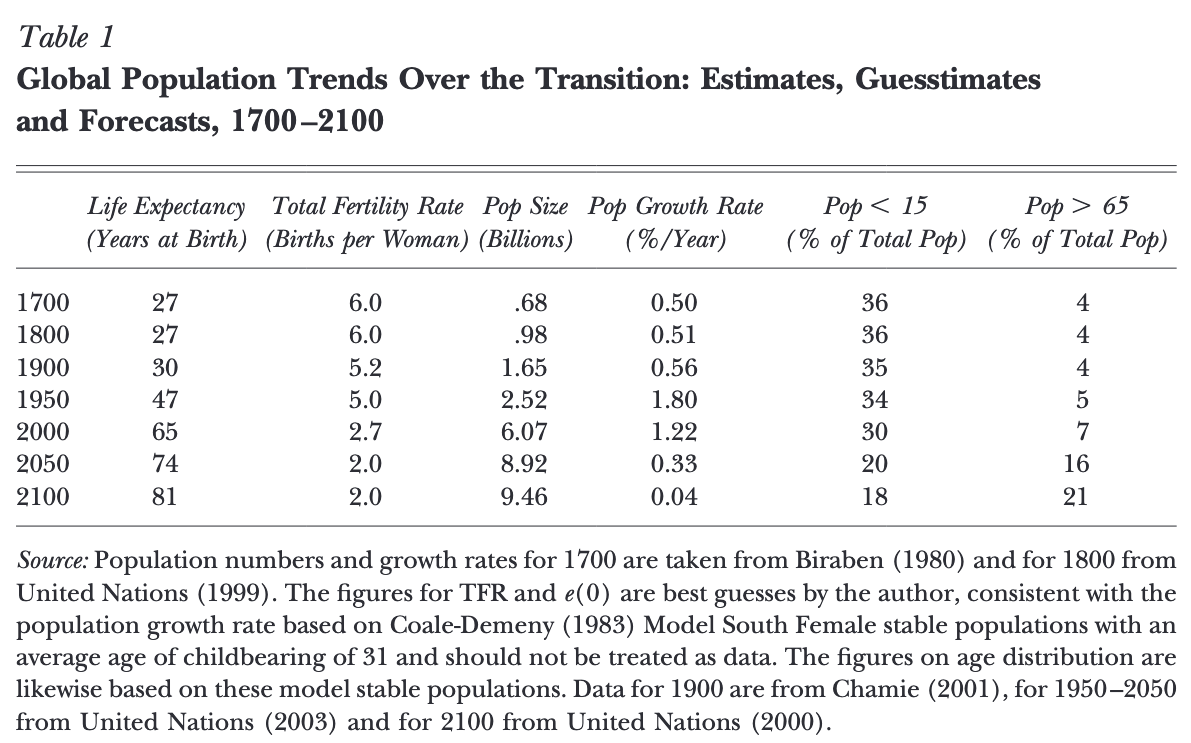 Table 1
Global Population Trends Over the Transition: Estimates, Guesstimates
and Forecasts, 1700–2100
Life Expectancy Total Fertility Rate Pop Size Pop Growth Rate Pop < 15 Pop > 65
(Years at Birth) (Births per Woman) (Billions) (%/Year) (% of Total Pop) (% of Total Pop)
1700 27 6.0 .68 0.50 36 4
1800 27 6.0 .98 0.51 36 4
1900 30 5.2 1.65 0.56 35 4
1950 47 5.0 2.52 1.80 34 5
2000 65 2.7 6.07 1.22 30 7
2050 74 2.0 8.92 0.33 20 16
2100 81 2.0 9.46 0.04 18 21
Source: Population numbers and growth rates for 1700 are taken from Biraben (1980) and for 1800 from
United Nations (1999). The figures for TFR and e(0) are best guesses by the author, consistent with the
population growth rate based on Coale-Demeny (1983) Model South Female stable populations with an
average age of childbearing of 31 and should not be treated as data. The figures on age distribution are
likewise based on these model stable populations. Data for 1900 are from Chamie (2001), for 1950–2050
from United Nations (2003) and for 2100 from United Nations (2000).